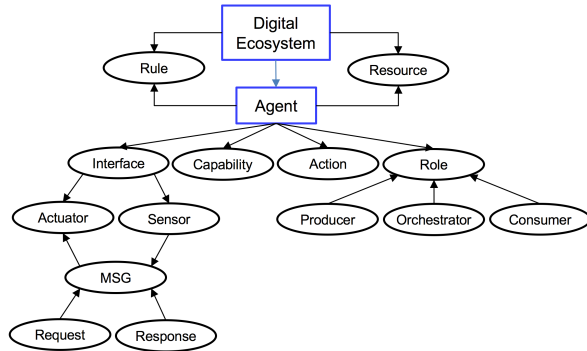 Digital
Ecosystem
Rule
Resource
Agent
Interface
Capability
Action
Role
Actuator
Sensor
Producer
Orchestrator
Consumer
MSG
Request
Response